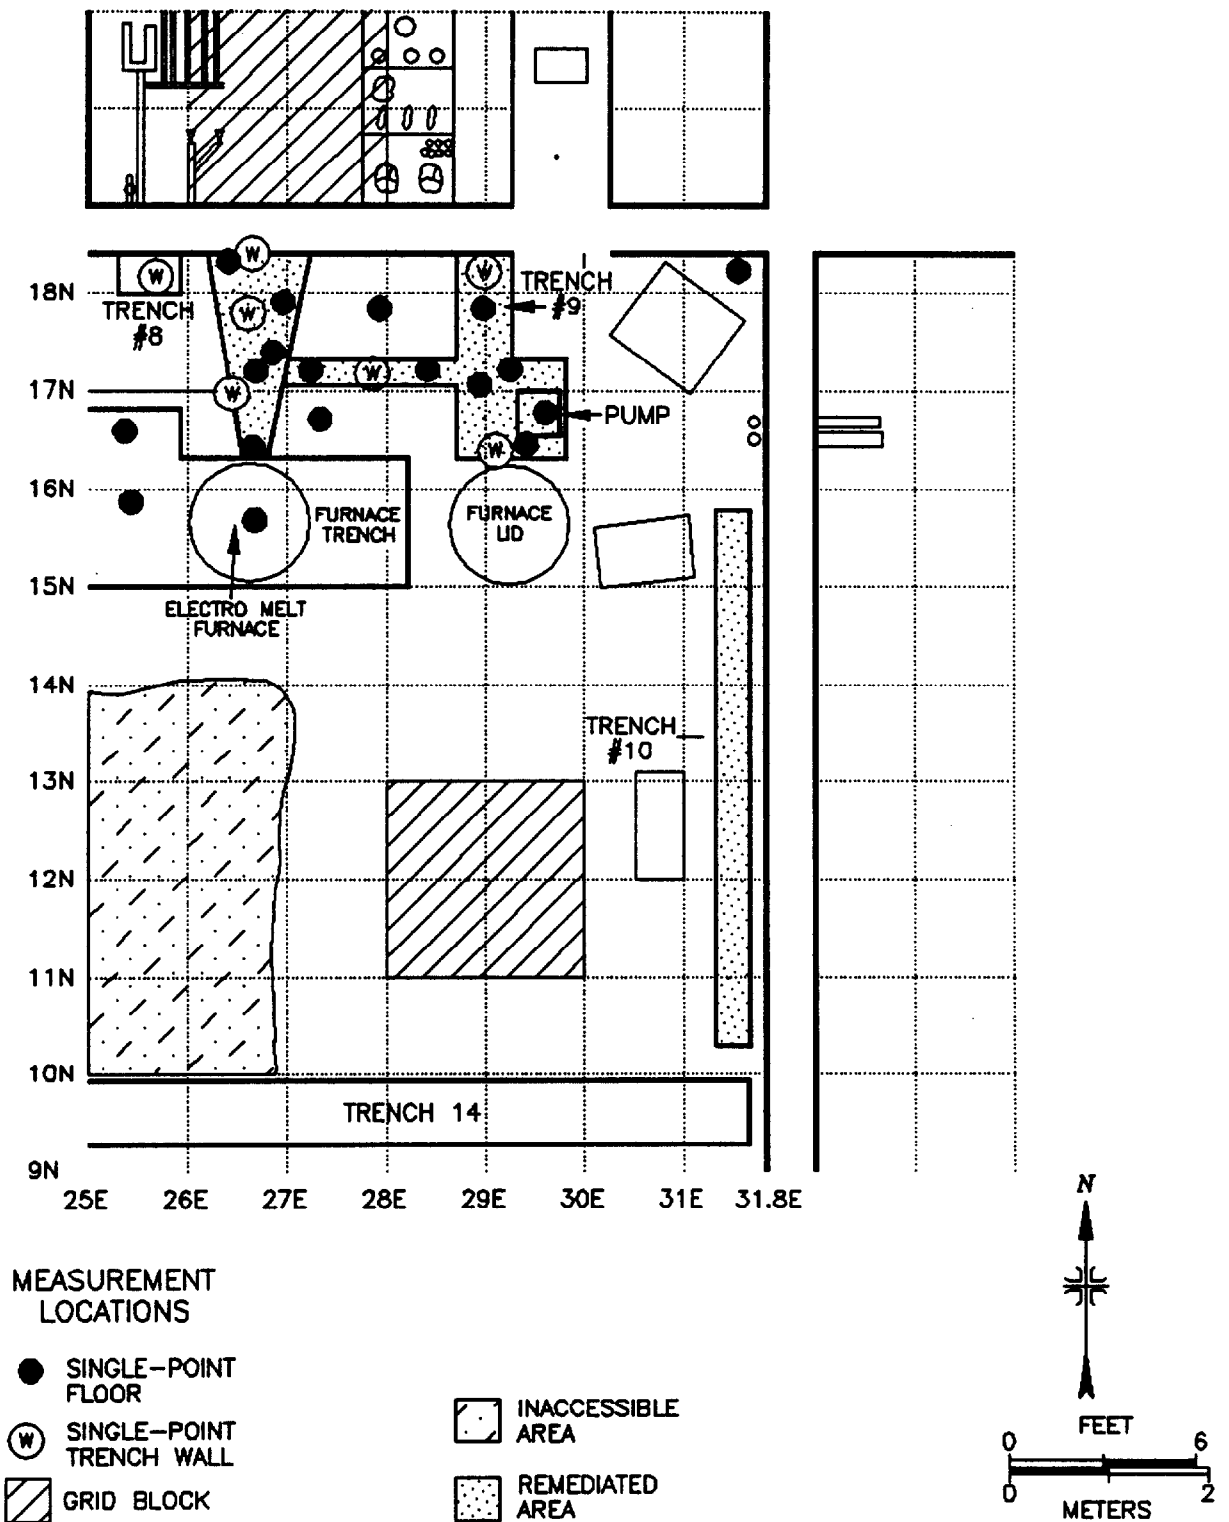 W
W
W
TRENCH
#9
18N
TRENCH
#8
W
W
17N
W
PUMP
W
16N
FURNACE
TRENCH
FURNACE
LID
15N
ELECTRO MELT
FURNACE
14N
TRENCH
#10
13N
12N
11N
10N
TRENCH 14
9N
25E 26E 27E 28E 29E 30E 31E 31.8E
N
MEASUREMENT
LOCATIONS
SINGLE-POINT
FLOOR
W
SINGLE-POINT
TRENCH WALL
GRID BLOCK
INACCESSIBLE
AREA
REMEDIATED
AREA
FEET
0 6
0 2
METERS